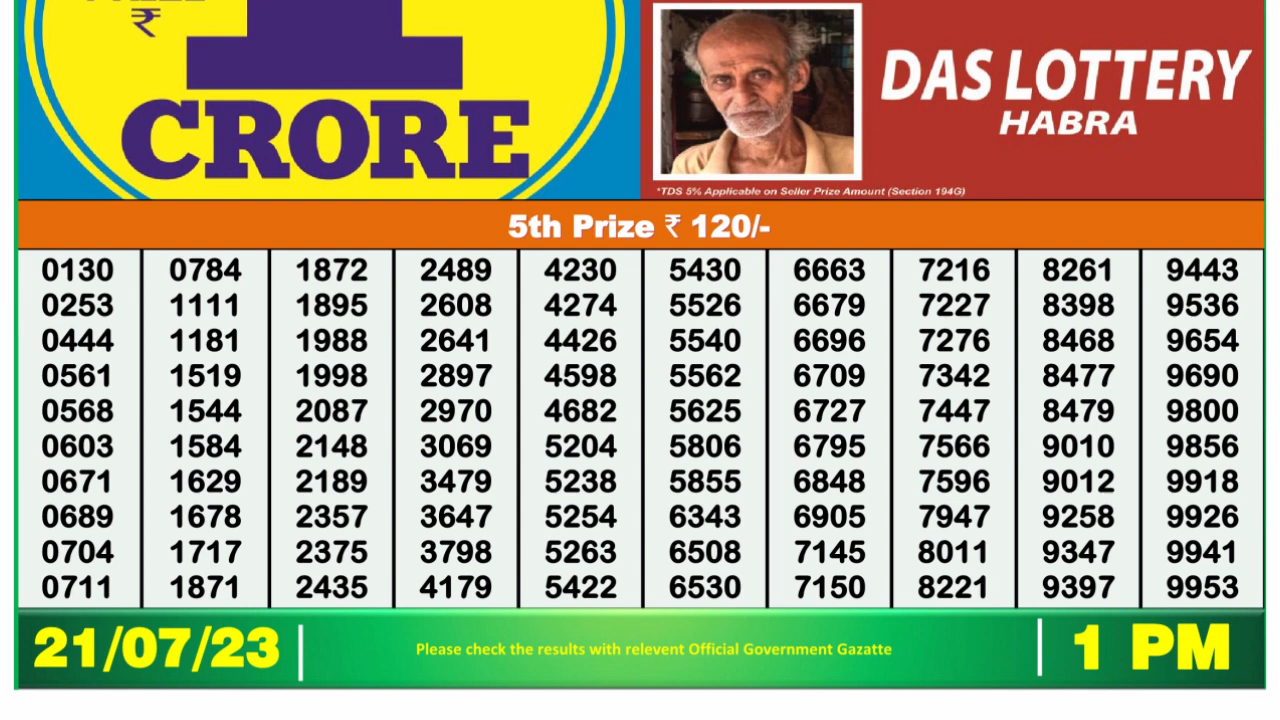 ₹
1
CRORE
DAS LOTTERY
HABRA
*TDS 5% Applicable on Seller Prize Amount (Section 194G)
5th Prize ₹ 120/-
0130 0784 1872 2489 4230 5430 6663 7216 8261 9443
0253 1111 1895 2608 4274 5526 6679 7227 8398 9536
0444 1181 1988 2641 4426 5540 6696 7276 8468 9654
0561 1519 1998 2897 4598 5562 6709 7342 8477 9690
0568 1544 2087 2970 4682 5625 6727 7447 8479 9800
0603 1584 2148 3069 5204 5806 6795 7566 9010 9856
0671 1629 2189 3479 5238 5855 6848 7596 9012 9918
0689 1678 2357 3647 5254 6343 6905 7947 9258 9926
0704 1717 2375 3798 5263 6508 7145 8011 9347 9941
0711 1871 2435 4179 5422 6530 7150 8221 9397 9953
21/07/23
Please check the results with relevent Official Government Gazatte
1 PM